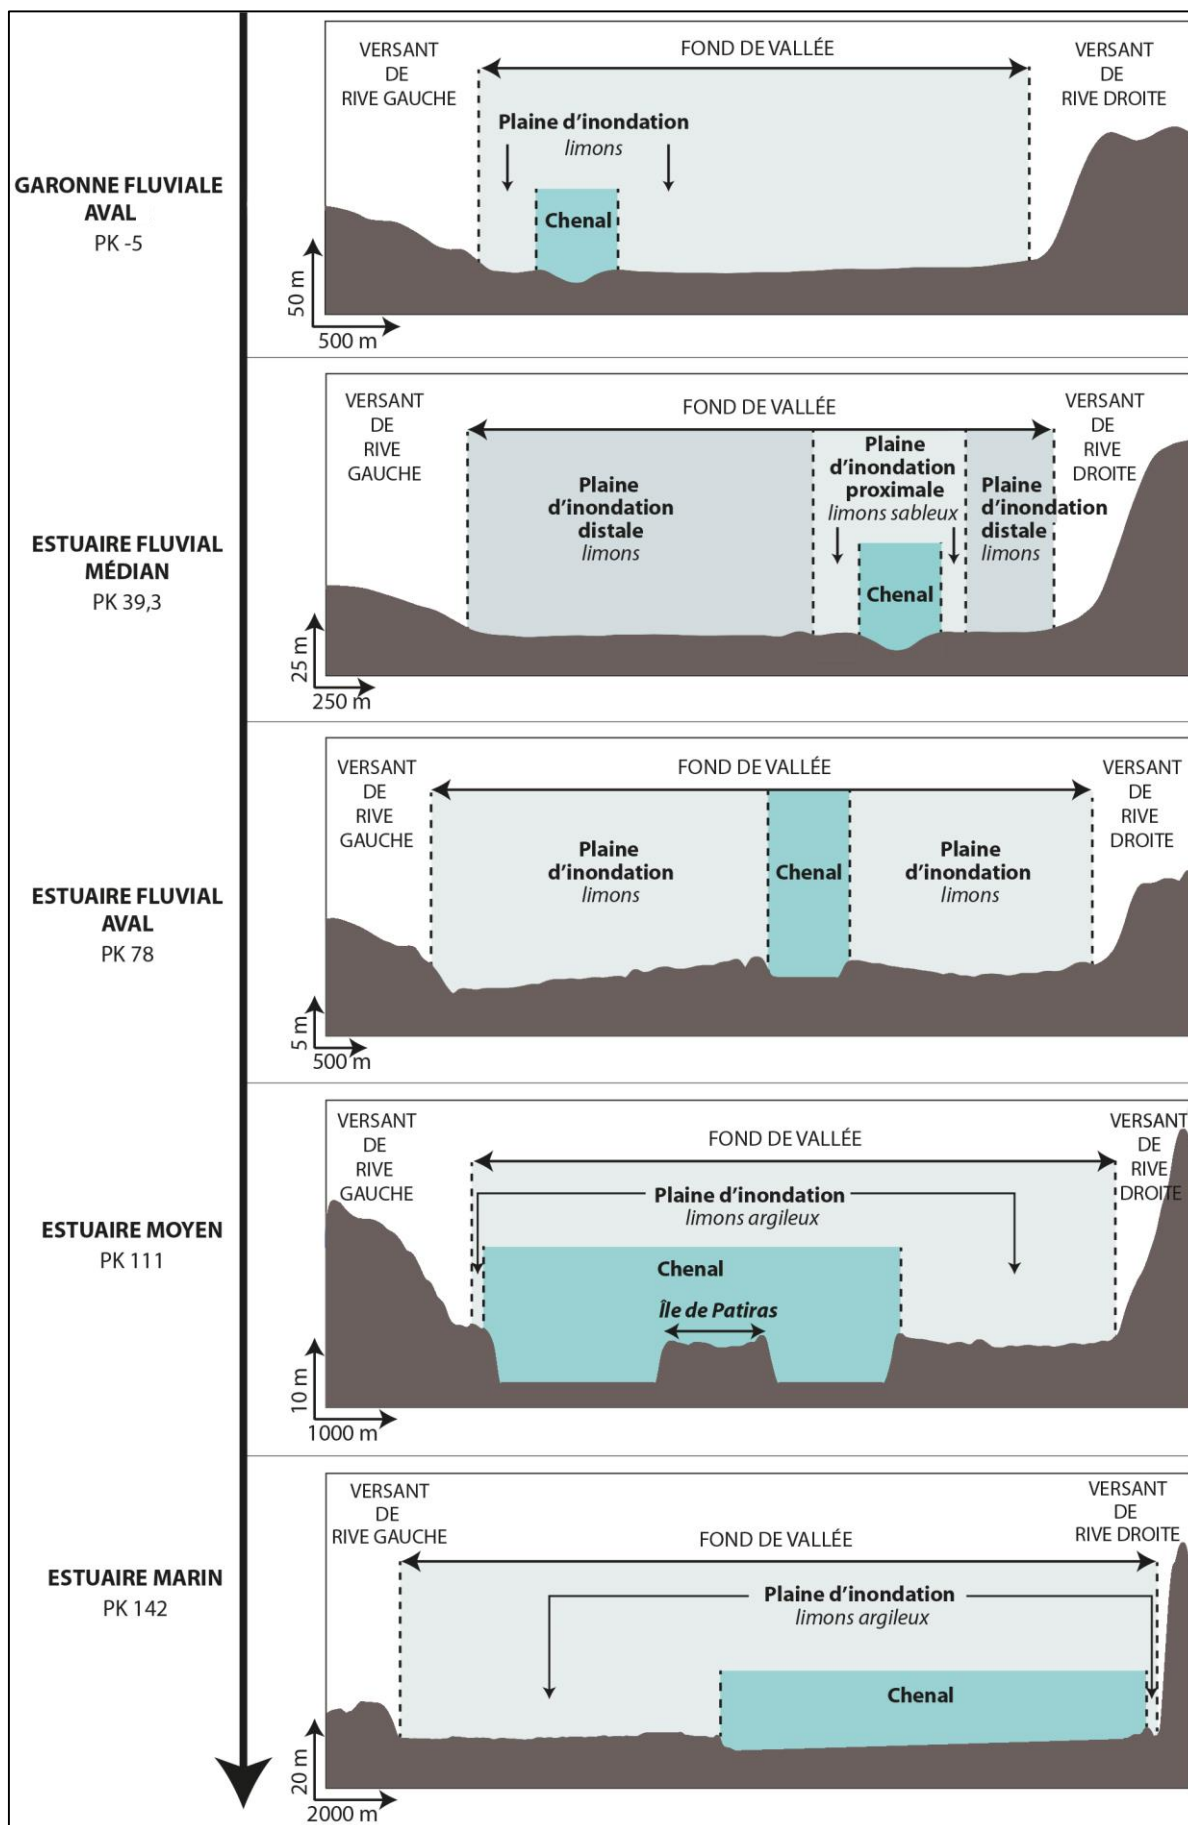 GARONNE FLUVIALE
AVAL
PK -5
VERSANT
DE
RIVE GAUCHE
FOND DE VALLÉE
VERSANT
DE
RIVE DROITE
Plaine d'inondation
limons
Chenal
50 m
500 m
ESTUAIRE FLUVIAL
MÉDIAN
PK 39,3
VERSANT
DE
RIVE
GAUCHE
FOND DE VALLÉE
VERSANT
DE
RIVE
DROITE
Plaine
d'inondation
distale
limons
Plaine
d'inondation
proximale
limons sableux
Plaine
d'inondation
distale
limons
Chenal
25 m
250 m
ESTUAIRE FLUVIAL
AVAL
PK 78
VERSANT
DE
RIVE
GAUCHE
FOND DE VALLÉE
VERSANT
DE
RIVE
DROITE
Plaine
d'inondation
limons
Chenal
Plaine
d'inondation
limons
5 m
500 m
ESTUAIRE MOYEN
PK 111
VERSANT
DE
RIVE
GAUCHE
FOND DE VALLÉE
VERSANT
DE
RIVE
DROITE
Plaine d'inondation
limons argileux
Chenal
Île de Patiras
10 m
1000 m
ESTUAIRE MARIN
PK 142
VERSANT
DE
RIVE GAUCHE
FOND DE VALLÉE
VERSANT
DE
RIVE DROITE
Plaine d'inondation
limons argileux
Chenal
20 m
2000 m